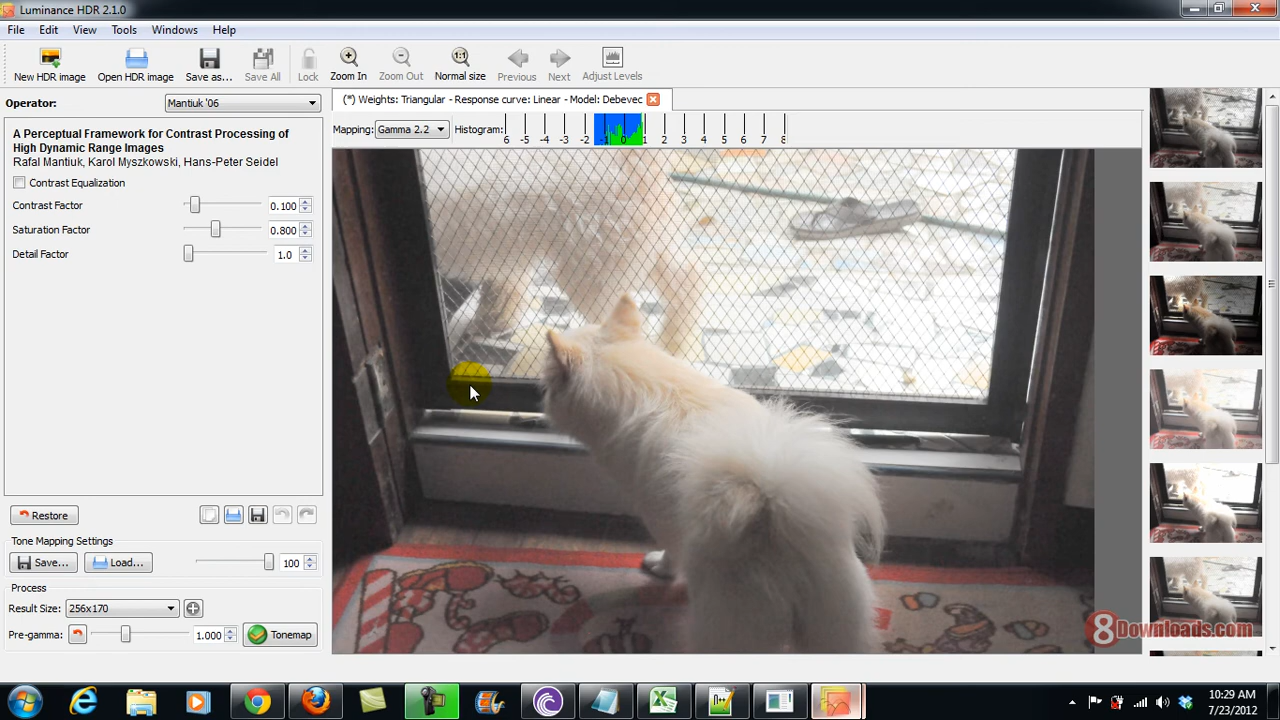 Luminance HDR 2.1.0
File Edit View Tools Windows Help
New HDR image Open HDR image Save as... Save All Lock Zoom In Zoom Out Normal size Previous Next Adjust Levels
Operator: Mantiuk '06
(*) Weights: Triangular - Response curve: Linear - Model: Debevec
Mapping: Gamma 2.2 Histogram: 6 -5 -4 -3 -2 -1 0 1 2 3 4 5 6 7 8
A Perceptual Framework for Contrast Processing of
High Dynamic Range Images
Rafal Mantiuk, Karol Myszkowski, Hans-Peter Seidel
Contrast Equalization
Contrast Factor 0.100
Saturation Factor 0.800
Detail Factor 1.0
Restore
Tone Mapping Settings
Save... Load... 100
Process
Result Size: 256x170
Pre-gamma: 1.000 Tonemap
8Downloads.com
10:29 AM
7/23/2012